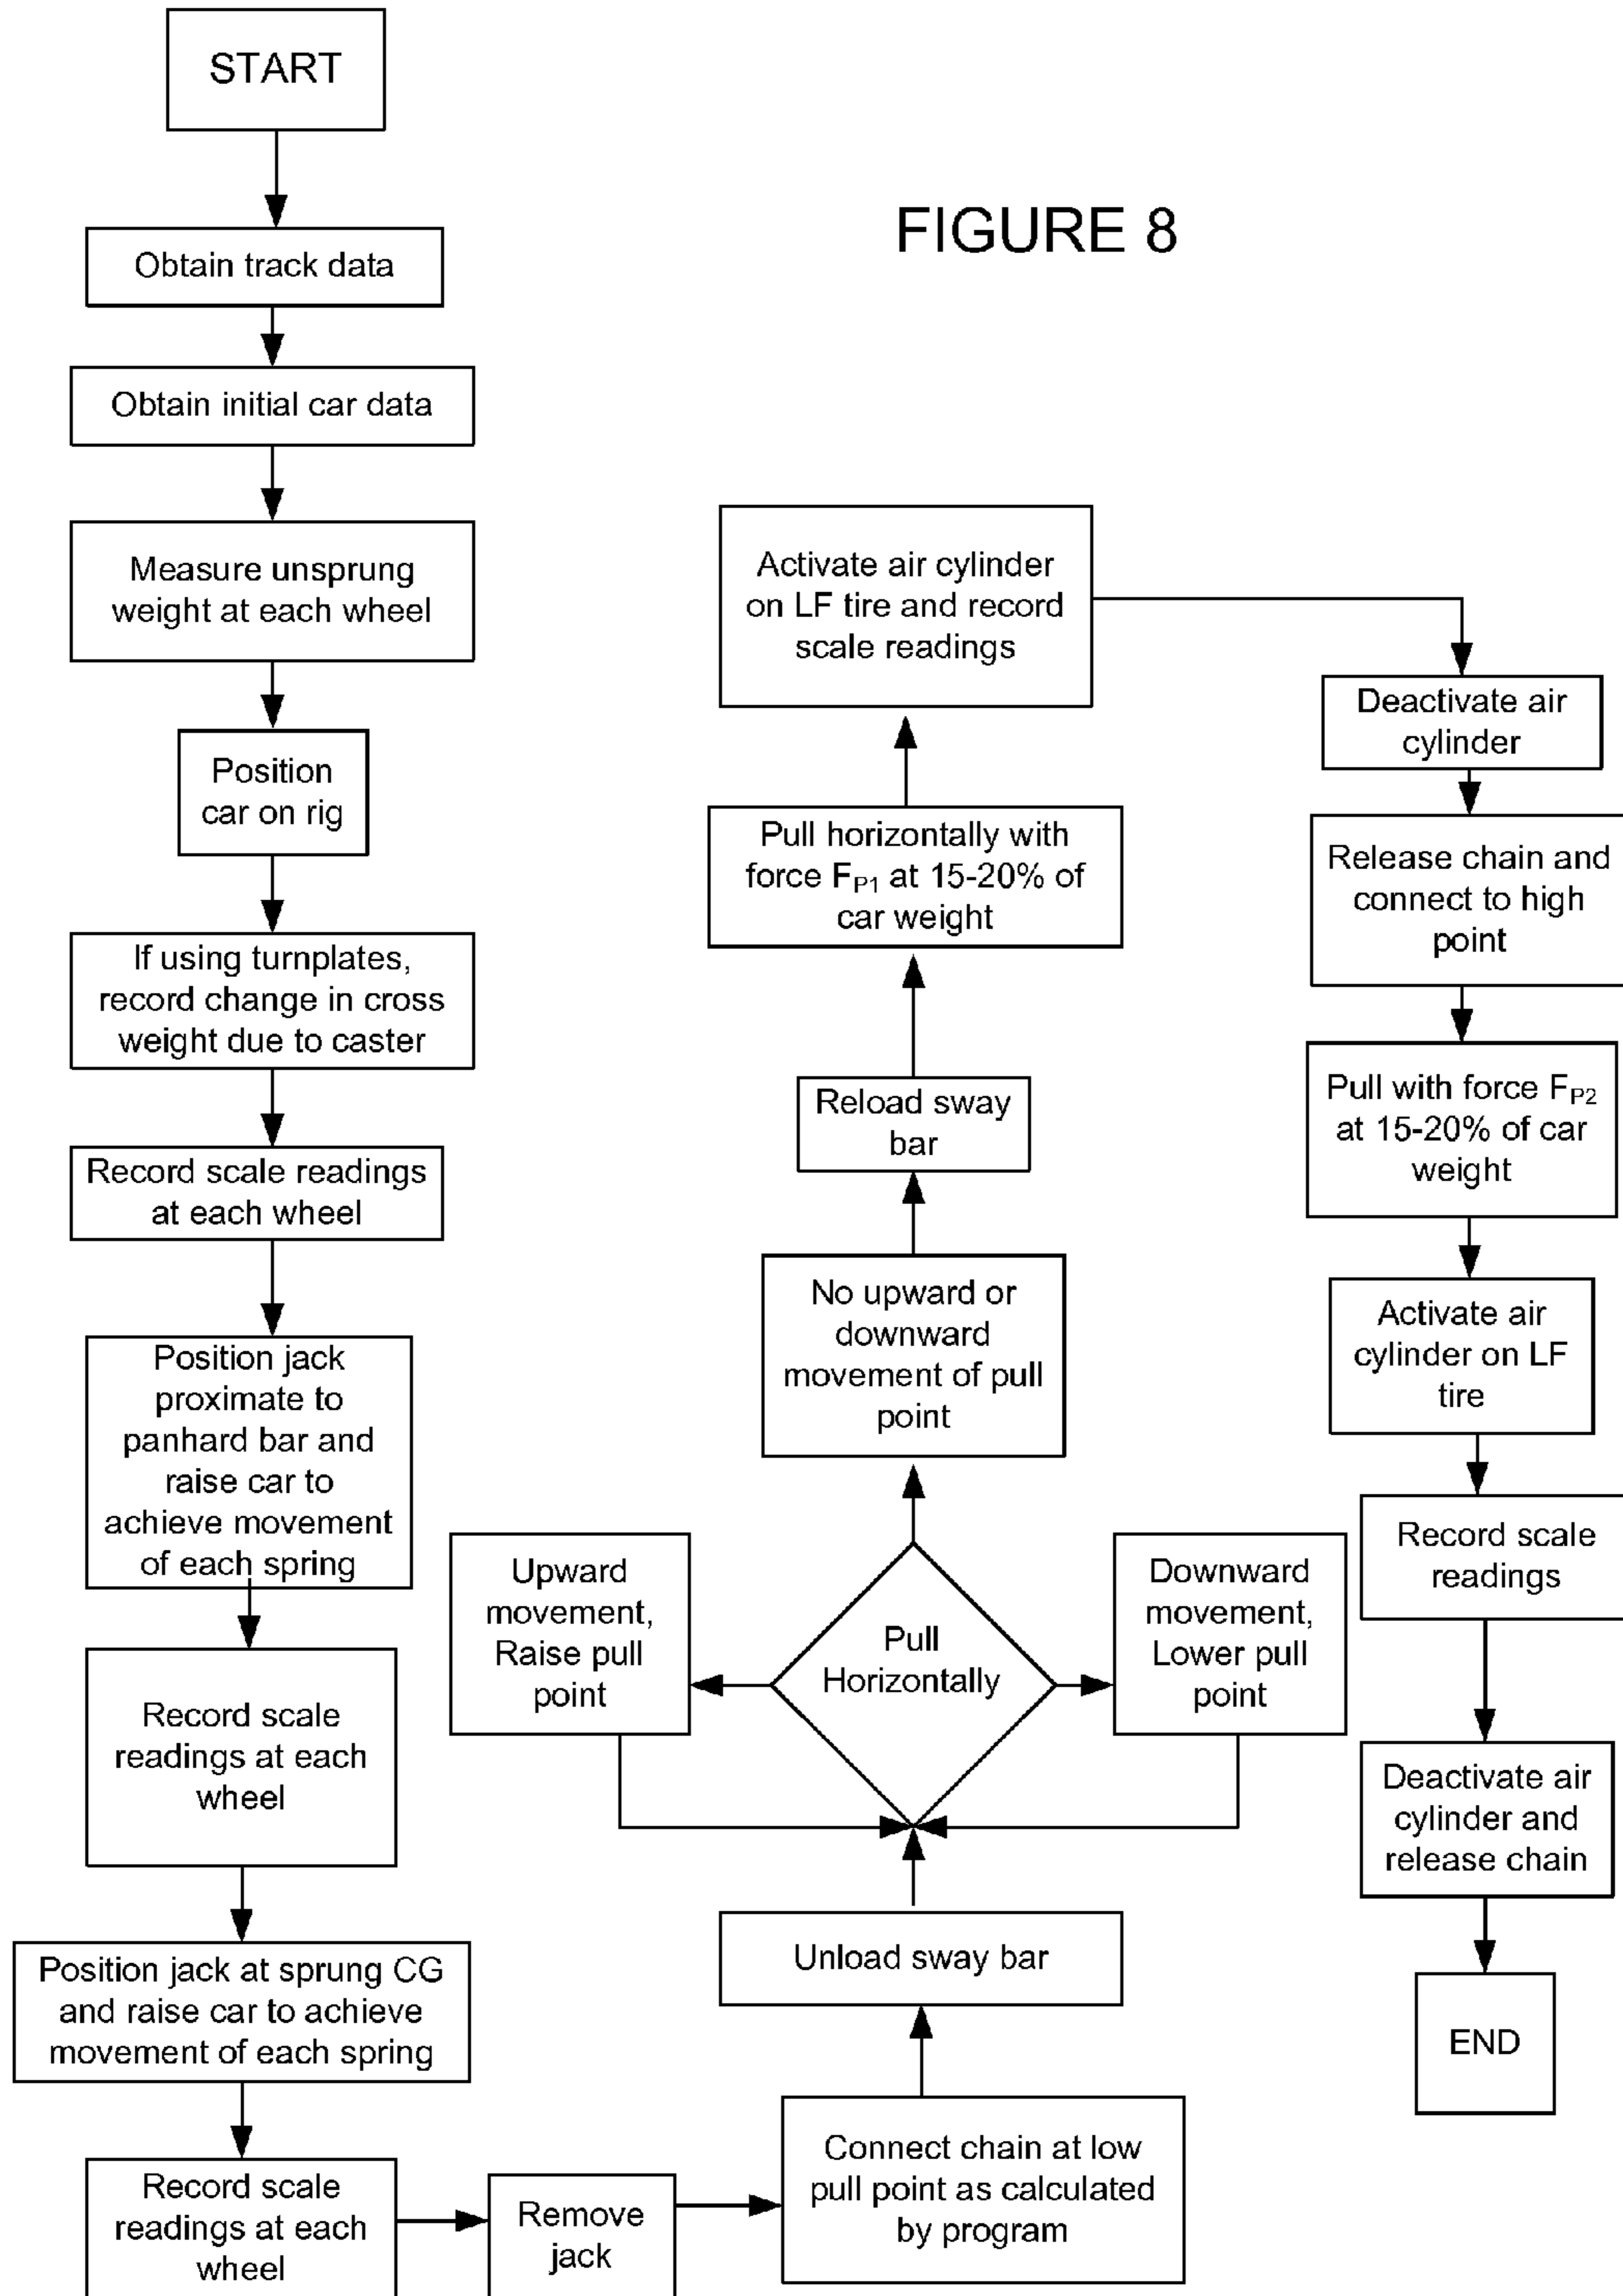 START
FIGURE 8
Obtain track data
Obtain initial car data
Measure unsprung
weight at each wheel
Position
car on rig
If using turnplates,
record change in cross
weight due to caster
Record scale readings
at each wheel
Position jack
proximate to
panhard bar and
raise car to
achieve movement
of each spring
Record scale
readings at each
wheel
Position jack at sprung CG
and raise car to achieve
movement of each spring
Record scale
readings at each
wheel
Remove
jack
Connect chain at low
pull point as calculated
by program
Unload sway bar
Pull
Horizontally
Upward
movement,
Raise pull
point
Downward
movement,
Lower pull
point
No upward or
downward
movement of pull
point
Reload sway
bar
Pull horizontally with
force FP1 at 15-20% of
car weight
Activate air cylinder
on LF tire and record
scale readings
Deactivate air
cylinder
Release chain and
connect to high
point
Pull with force FP2
at 15-20% of car
weight
Activate air
cylinder on LF
tire
Record scale
readings
Deactivate air
cylinder and
release chain
END